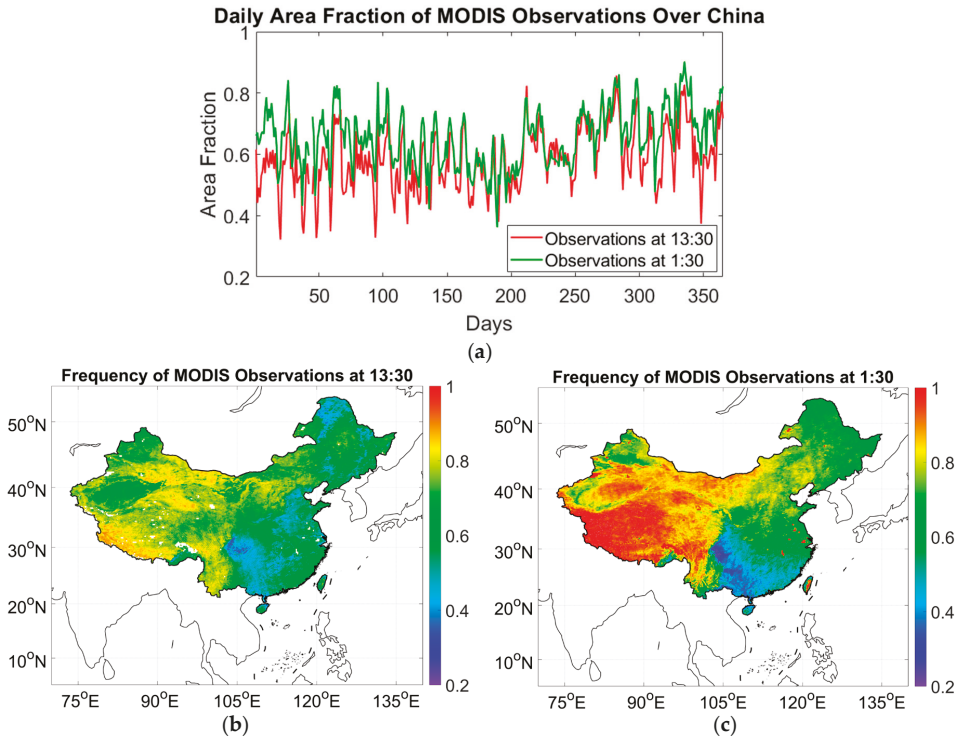 Daily Area Fraction of MODIS Observations Over China
1
0.8
0.6
0.4
0.2
Area Fraction
Observations at 13:30
Observations at 1:30
50 100 150 200 250 300 350
Days
(a)
Frequency of MODIS Observations at 13:30
50°N
40°N
30°N
20°N
10°N
75°E 90°E 105°E 120°E 135°E
1
0.8
0.6
0.4
0.2
(b)
Frequency of MODIS Observations at 1:30
50°N
40°N
30°N
20°N
10°N
75°E 90°E 105°E 120°E 135°E
1
0.8
0.6
0.4
0.2
(c)